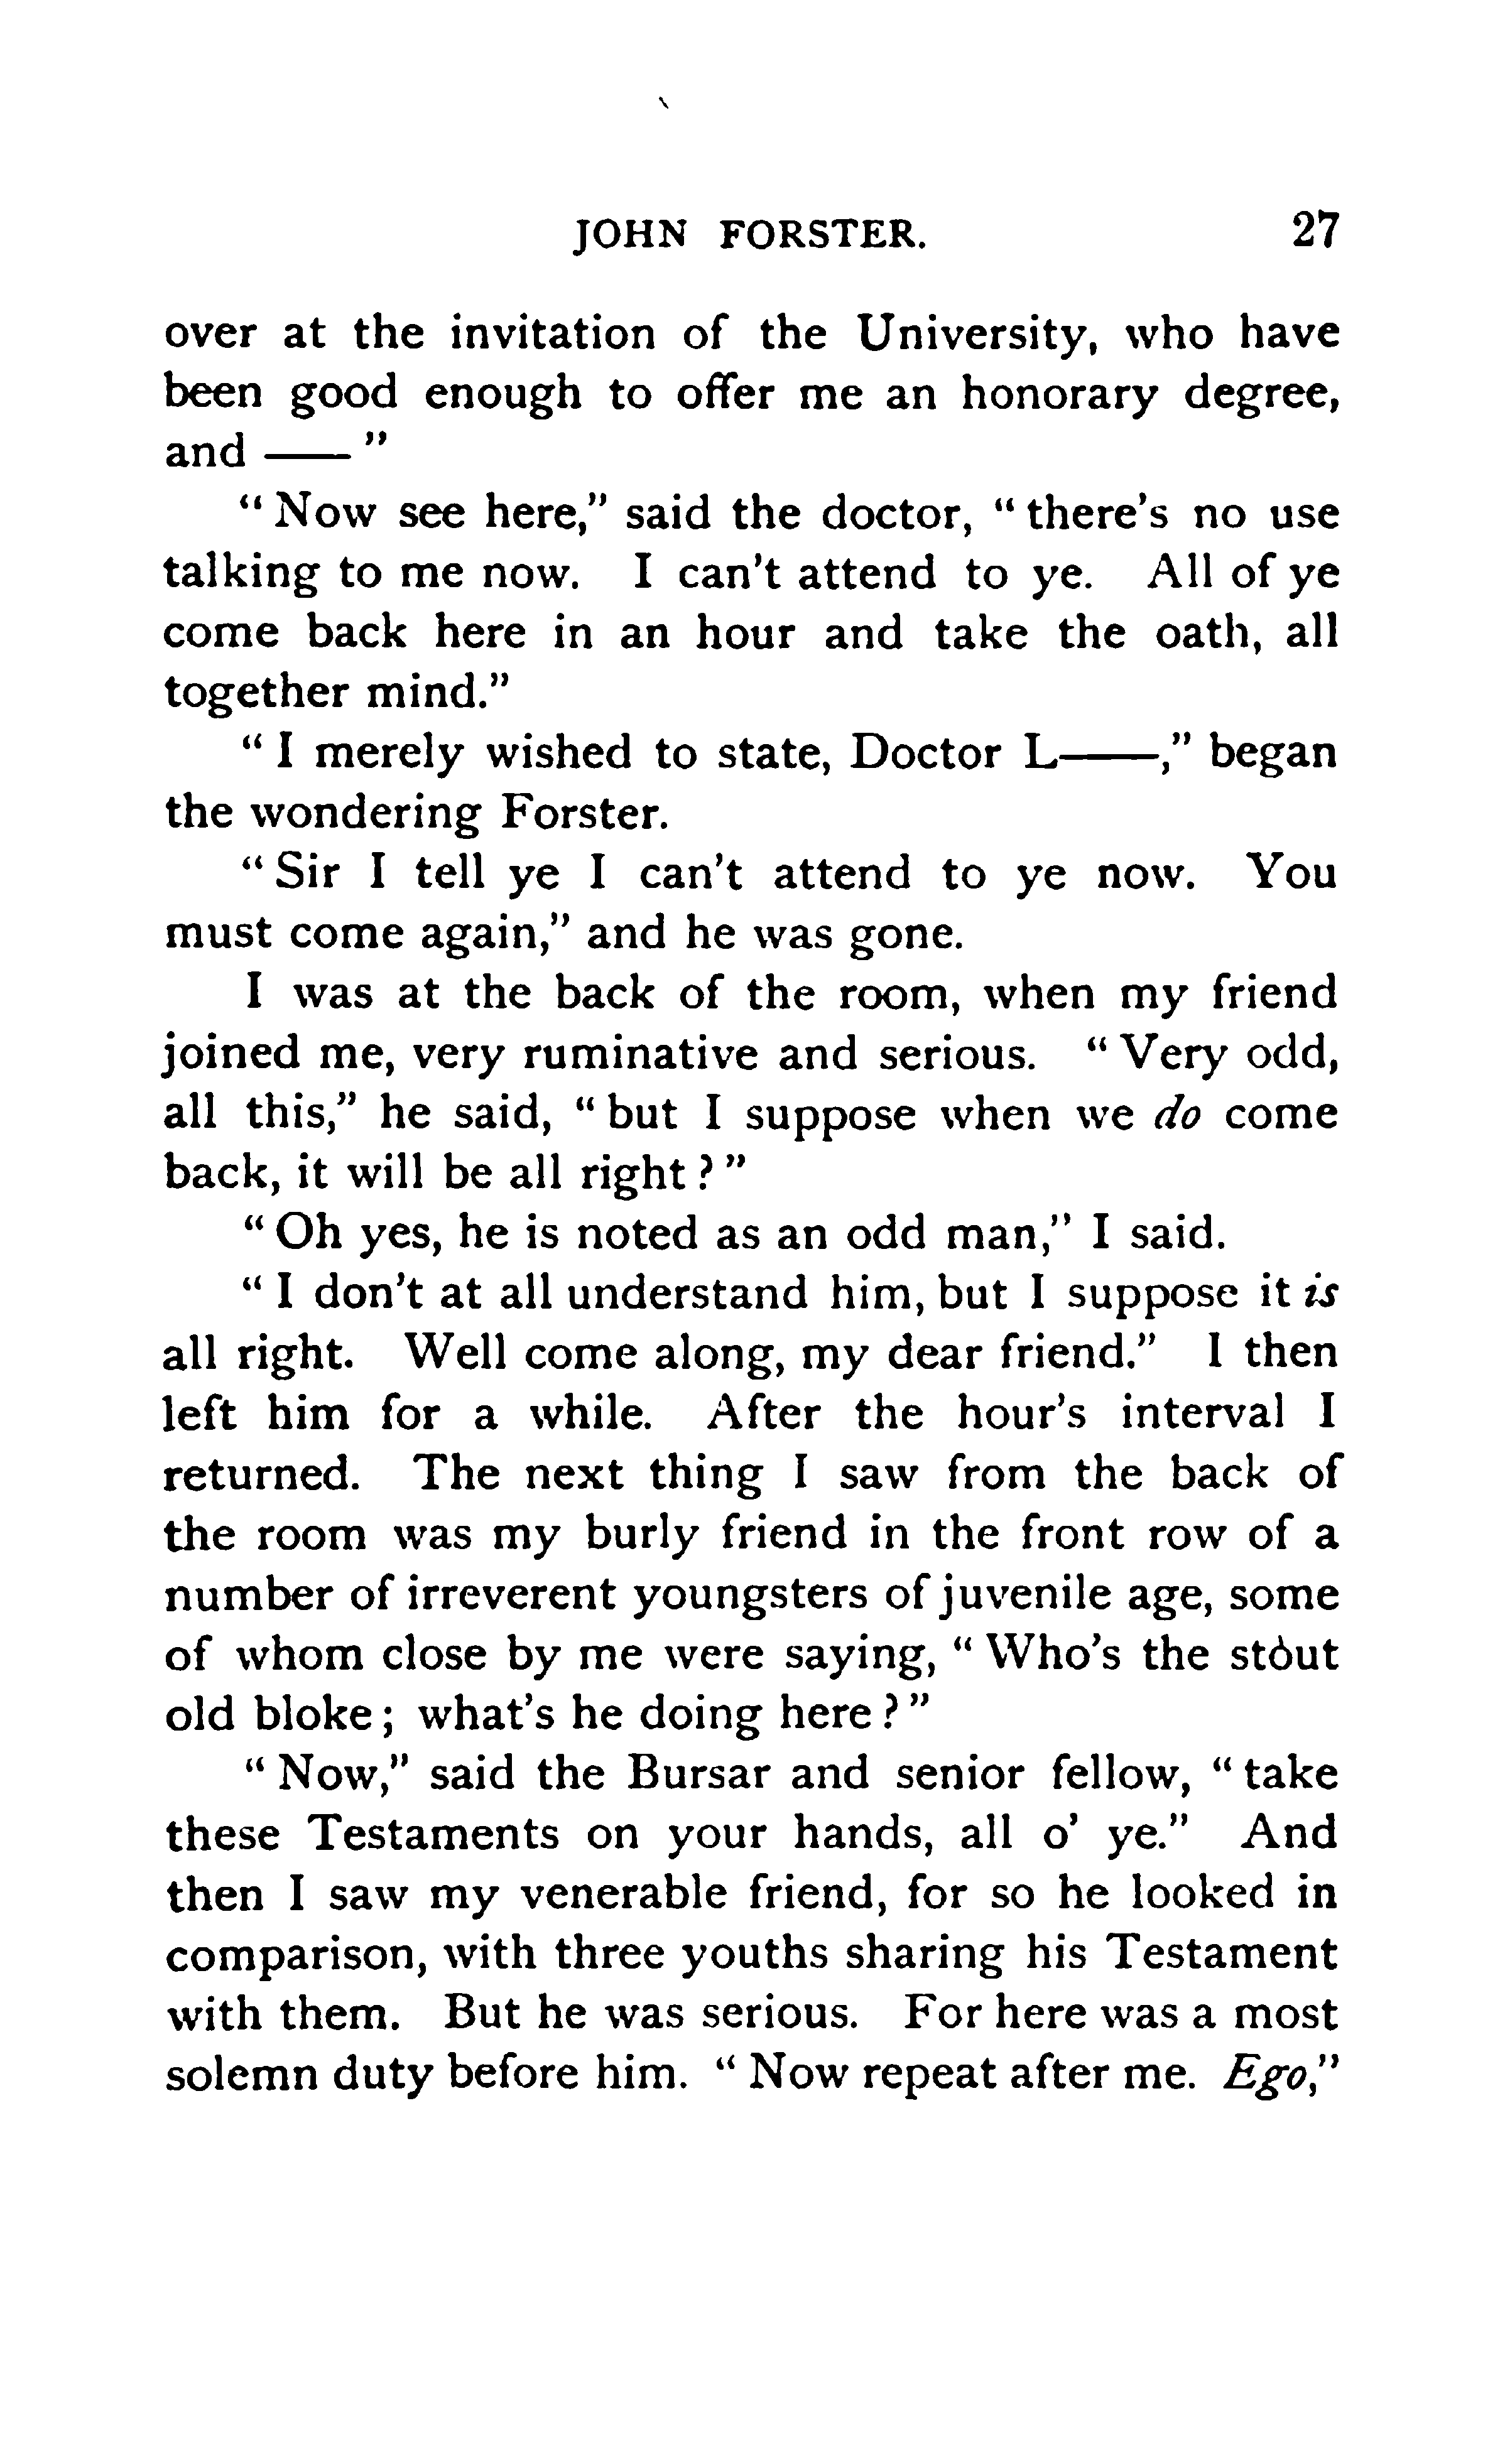 JOHN FORSTER. 27
over at the invitation of the University, who have
been good enough to offer me an honorary degree,
and —— ”
“ Now see here,” said the doctor, “ there’s no use
talking to me now. I can’t attend to ye. All of ye
come back here in an hour and take the oath, all
together mind.”
“ I merely wished to state, Doctor L——,” began
the wondering Forster.
“ Sir I tell ye I can’t attend to ye now. You
must come again,” and he was gone.
I was at the back of the room, when my friend
joined me, very ruminative and serious. “ Very odd,
all this,” he said, “ but I suppose when we do come
back, it will be all right ? ”
“ Oh yes, he is noted as an odd man,” I said.
“ I don’t at all understand him, but I suppose it is
all right. Well come along, my dear friend.” I then
left him for a while. After the hour’s interval I
returned. The next thing I saw from the back of
the room was my burly friend in the front row of a
number of irreverent youngsters of juvenile age, some
of whom close by me were saying, “ Who’s the stóut
old bloke ; what’s he doing here ? ”
“ Now,” said the Bursar and senior fellow, “ take
these Testaments on your hands, all o’ ye.” And
then I saw my venerable friend, for so he looked in
comparison, with three youths sharing his Testament
with them. But he was serious. For here was a most
solemn duty before him. “ Now repeat after me. Ego,”